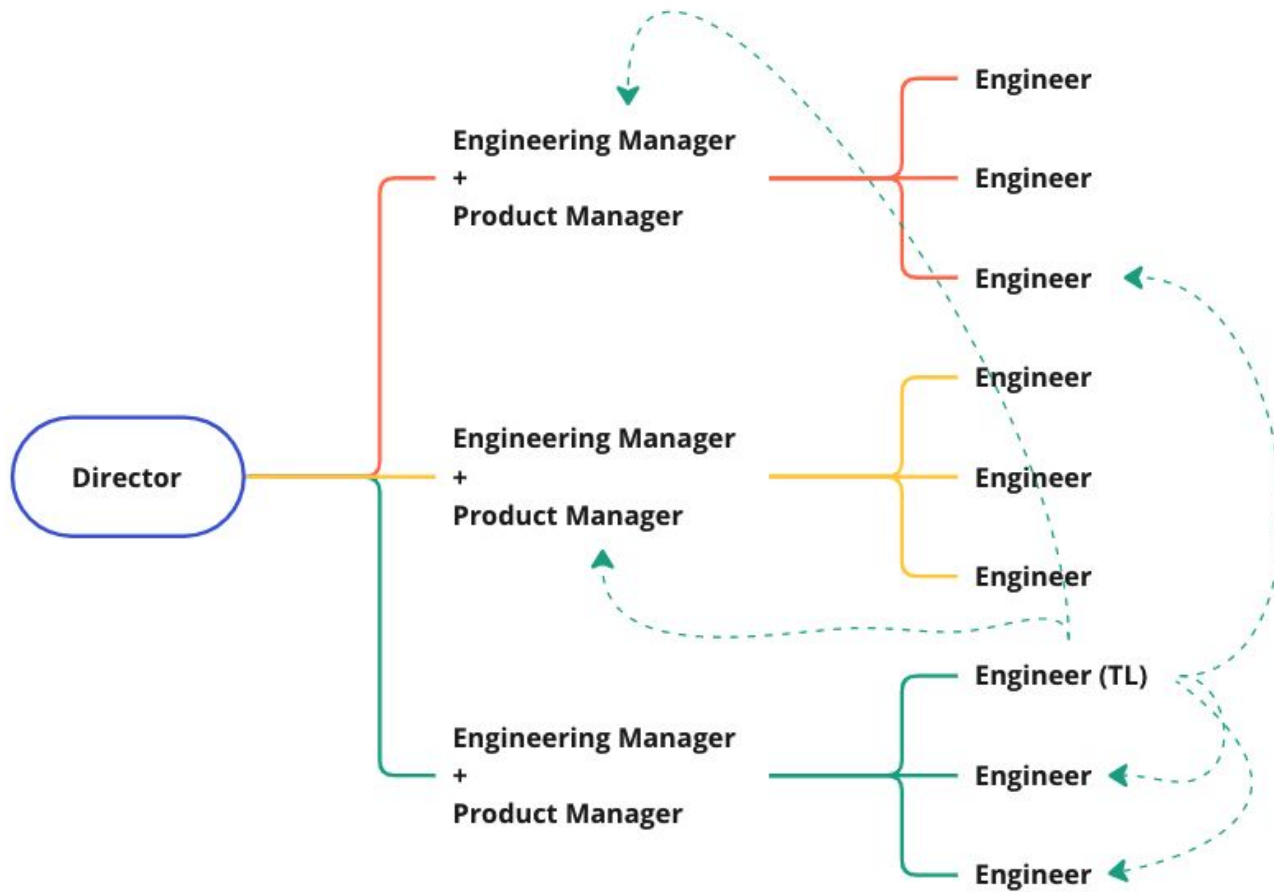 Director
Engineering Manager
+
Product Manager
Engineer
Engineer
Engineer
Engineering Manager
+
Product Manager
Engineer
Engineer
Engineer
Engineering Manager
+
Product Manager
Engineer (TL)
Engineer
Engineer